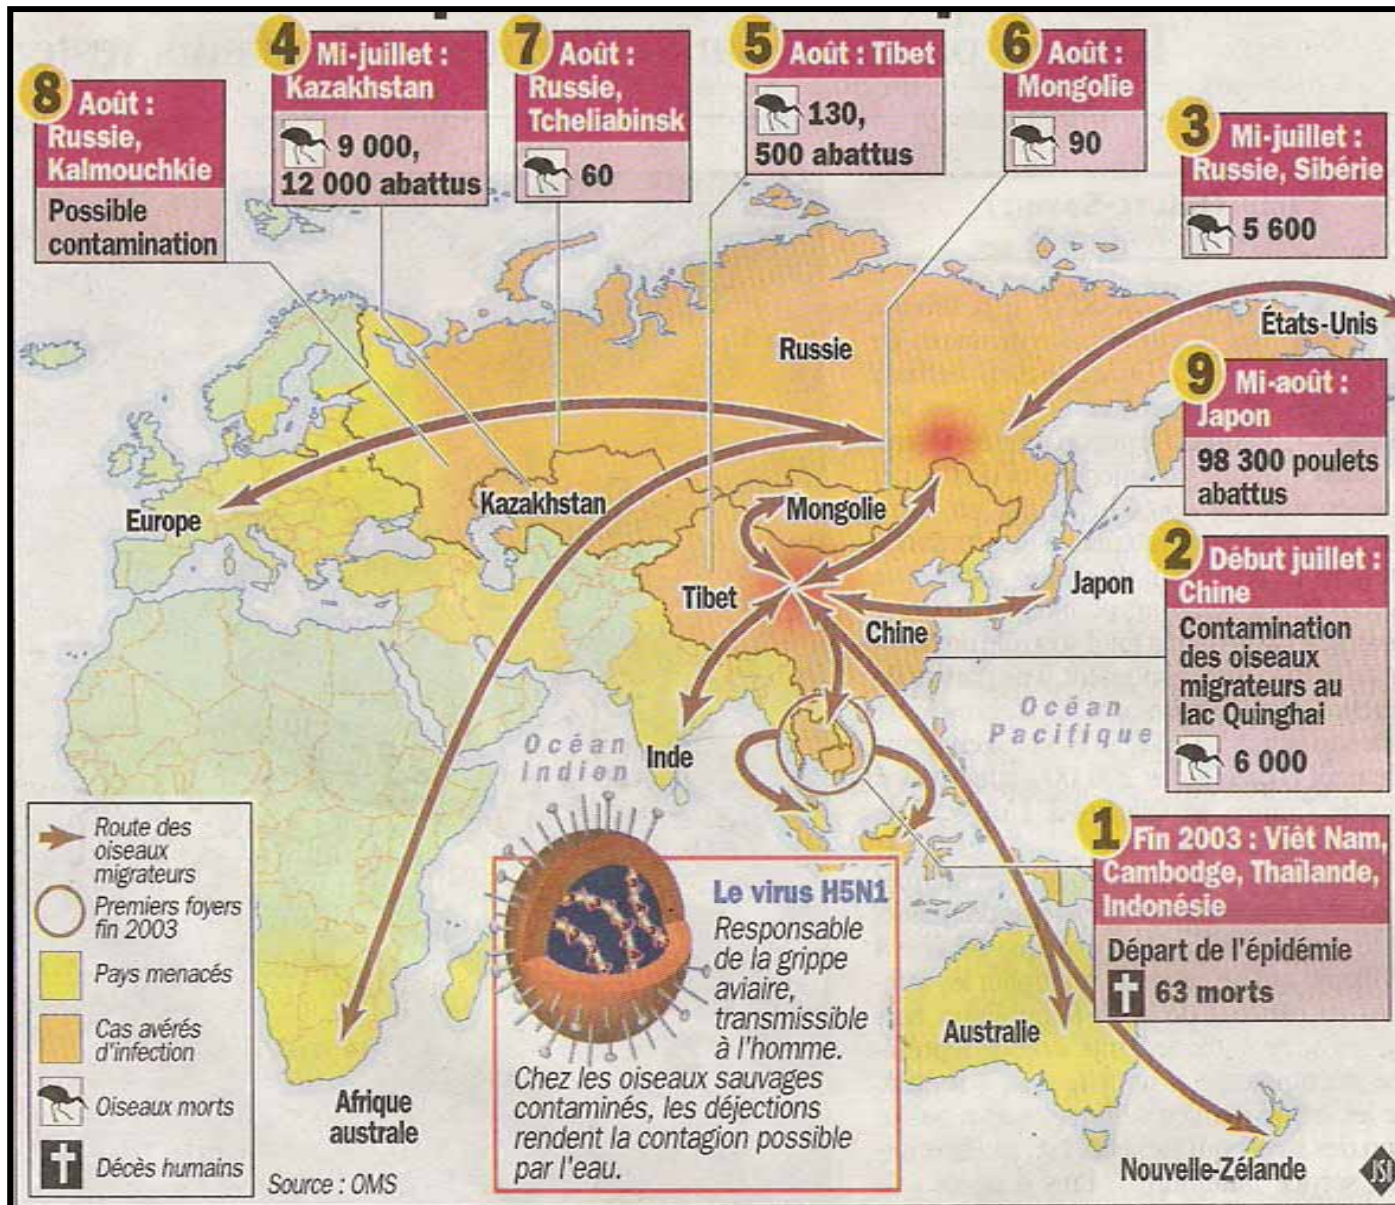 8 Août :
Russie,
Kalmouchkie
Possible
contamination
4 Mi-juillet :
Kazakhstan
9 000,
12 000 abattus
7 Août :
Russie,
Tcheliabinsk
60
5 Août : Tibet
130,
500 abattus
6 Août :
Mongolie
90
3 Mi-juillet :
Russie, Sibérie
5 600
États-Unis
Russie
9 Mi-août :
Japon
98 300 poulets
abattus
Europe
Kazakhstan
Mongolie
Tibet
Chine
Japon
2 Début juillet :
Chine
Contamination
des oiseaux
migrateurs au
lac Quinghai
6 000
Océan
Pacifique
Océan
Indien
Inde
1 Fin 2003 : Viêt Nam,
Cambodge, Thaïlande,
Indonésie
Départ de l'épidémie
63 morts
Route des
oiseaux
migrateurs
Premiers foyers
fin 2003
Pays menacés
Cas avérés
d'infection
Oiseaux morts
Décès humains
Source : OMS
Afrique
australe
Le virus H5N1
Responsable
de la grippe
aviaire,
transmissible
à l'homme.
Chez les oiseaux sauvages
contaminés, les déjections
rendent la contagion possible
par l'eau.
Australie
Nouvelle-Zélande